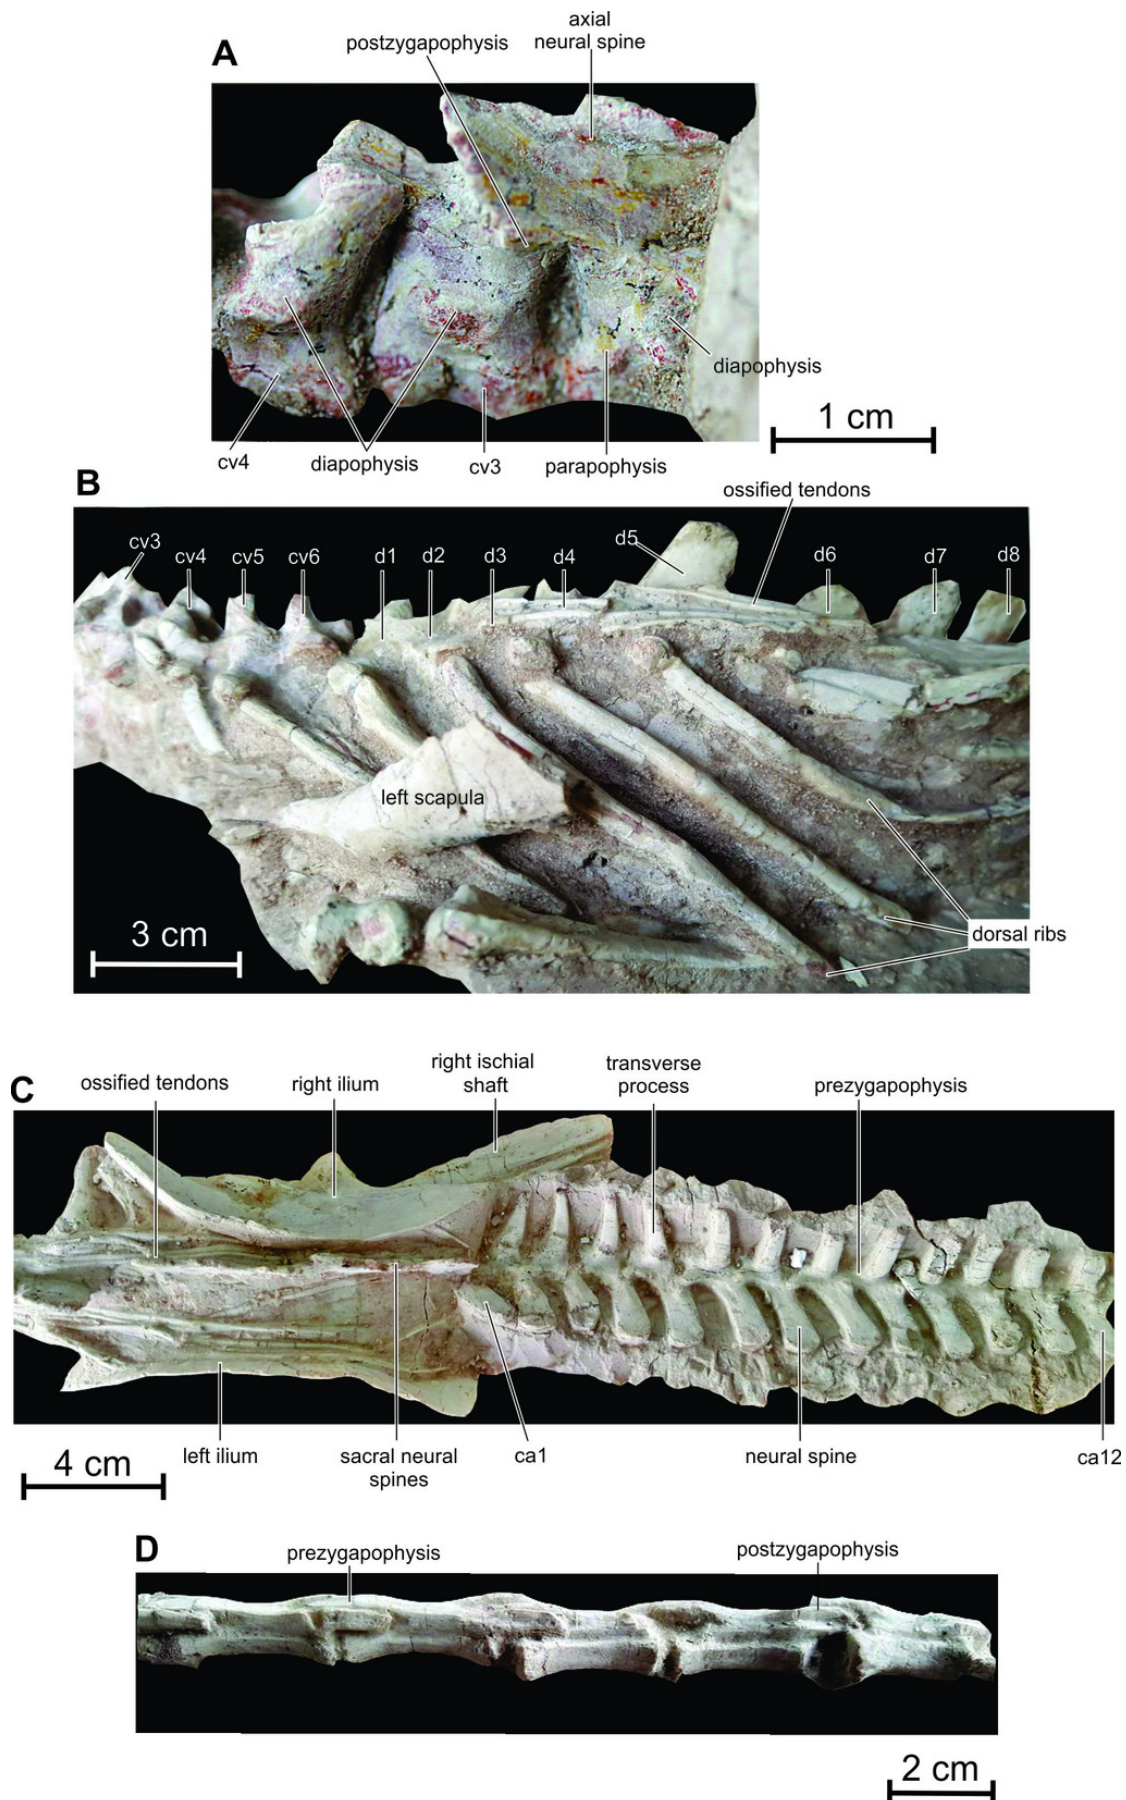 A
postzygapophysis
axial
neural spine
diapophysis
1 cm
cv4
diapophysis
cv3
parapophysis
B
ossified tendons
cv3
cv4
cv5
cv6
d1
d2
d3
d4
d5
d6
d7
d8
left scapula
3 cm
dorsal ribs
C
ossified tendons
right ilium
right ischial
shaft
transverse
process
prezygapophysis
left ilium
sacral neural
spines
ca1
neural spine
ca12
4 cm
D
prezygapophysis
postzygapophysis
2 cm